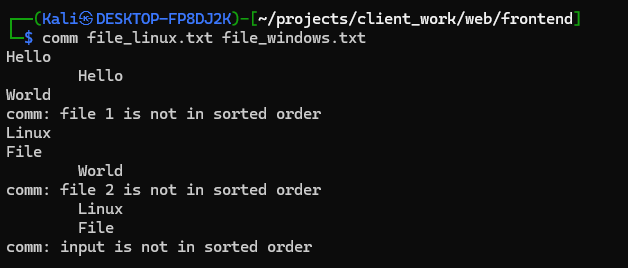 ┌──(Kali㉿DESKTOP-FP8DJ2K)-[~/projects/client_work/web/frontend]
└─$ comm file_linux.txt file_windows.txt
Hello
        Hello
World
comm: file 1 is not in sorted order
Linux
File
        World
comm: file 2 is not in sorted order
        Linux
        File
comm: input is not in sorted order